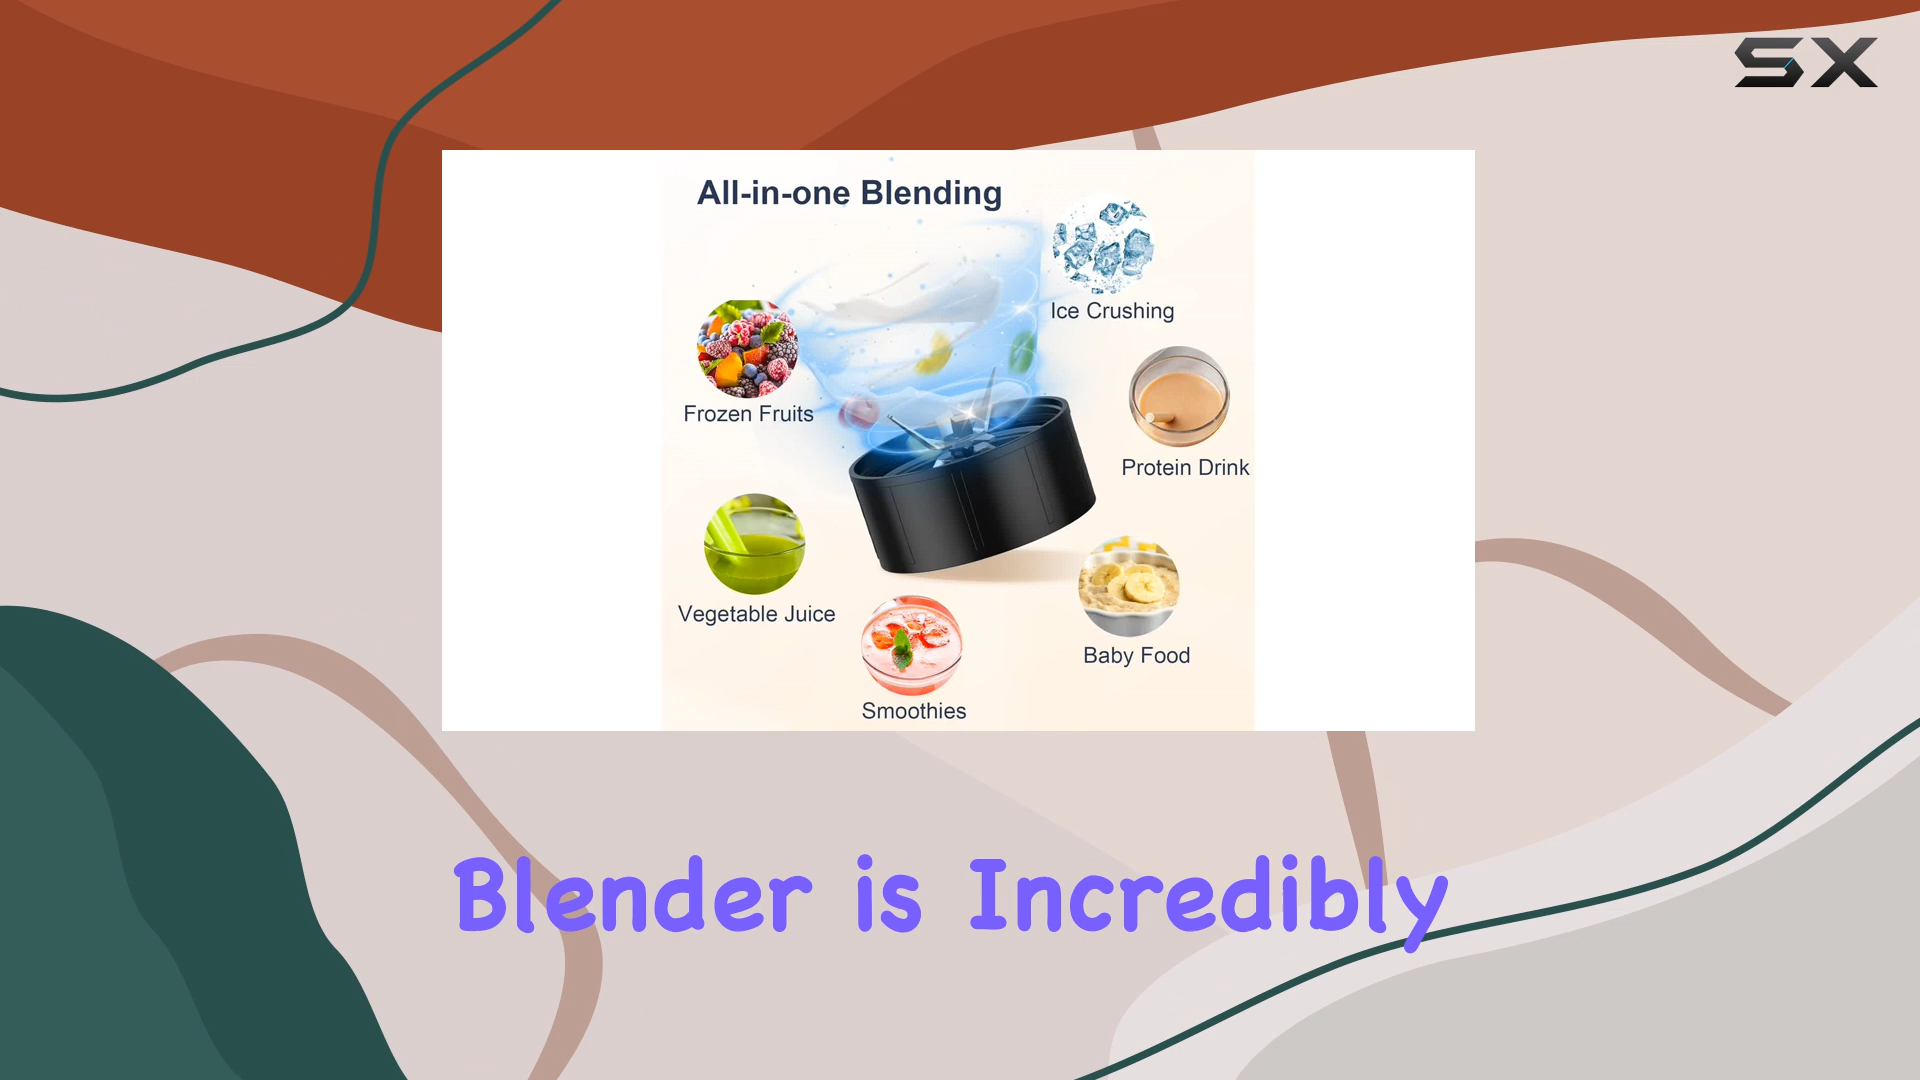 SX
All-in-one Blending
Ice Crushing
Frozen Fruits
Protein Drink
Vegetable Juice
Baby Food
Smoothies
Blender is Incredibly